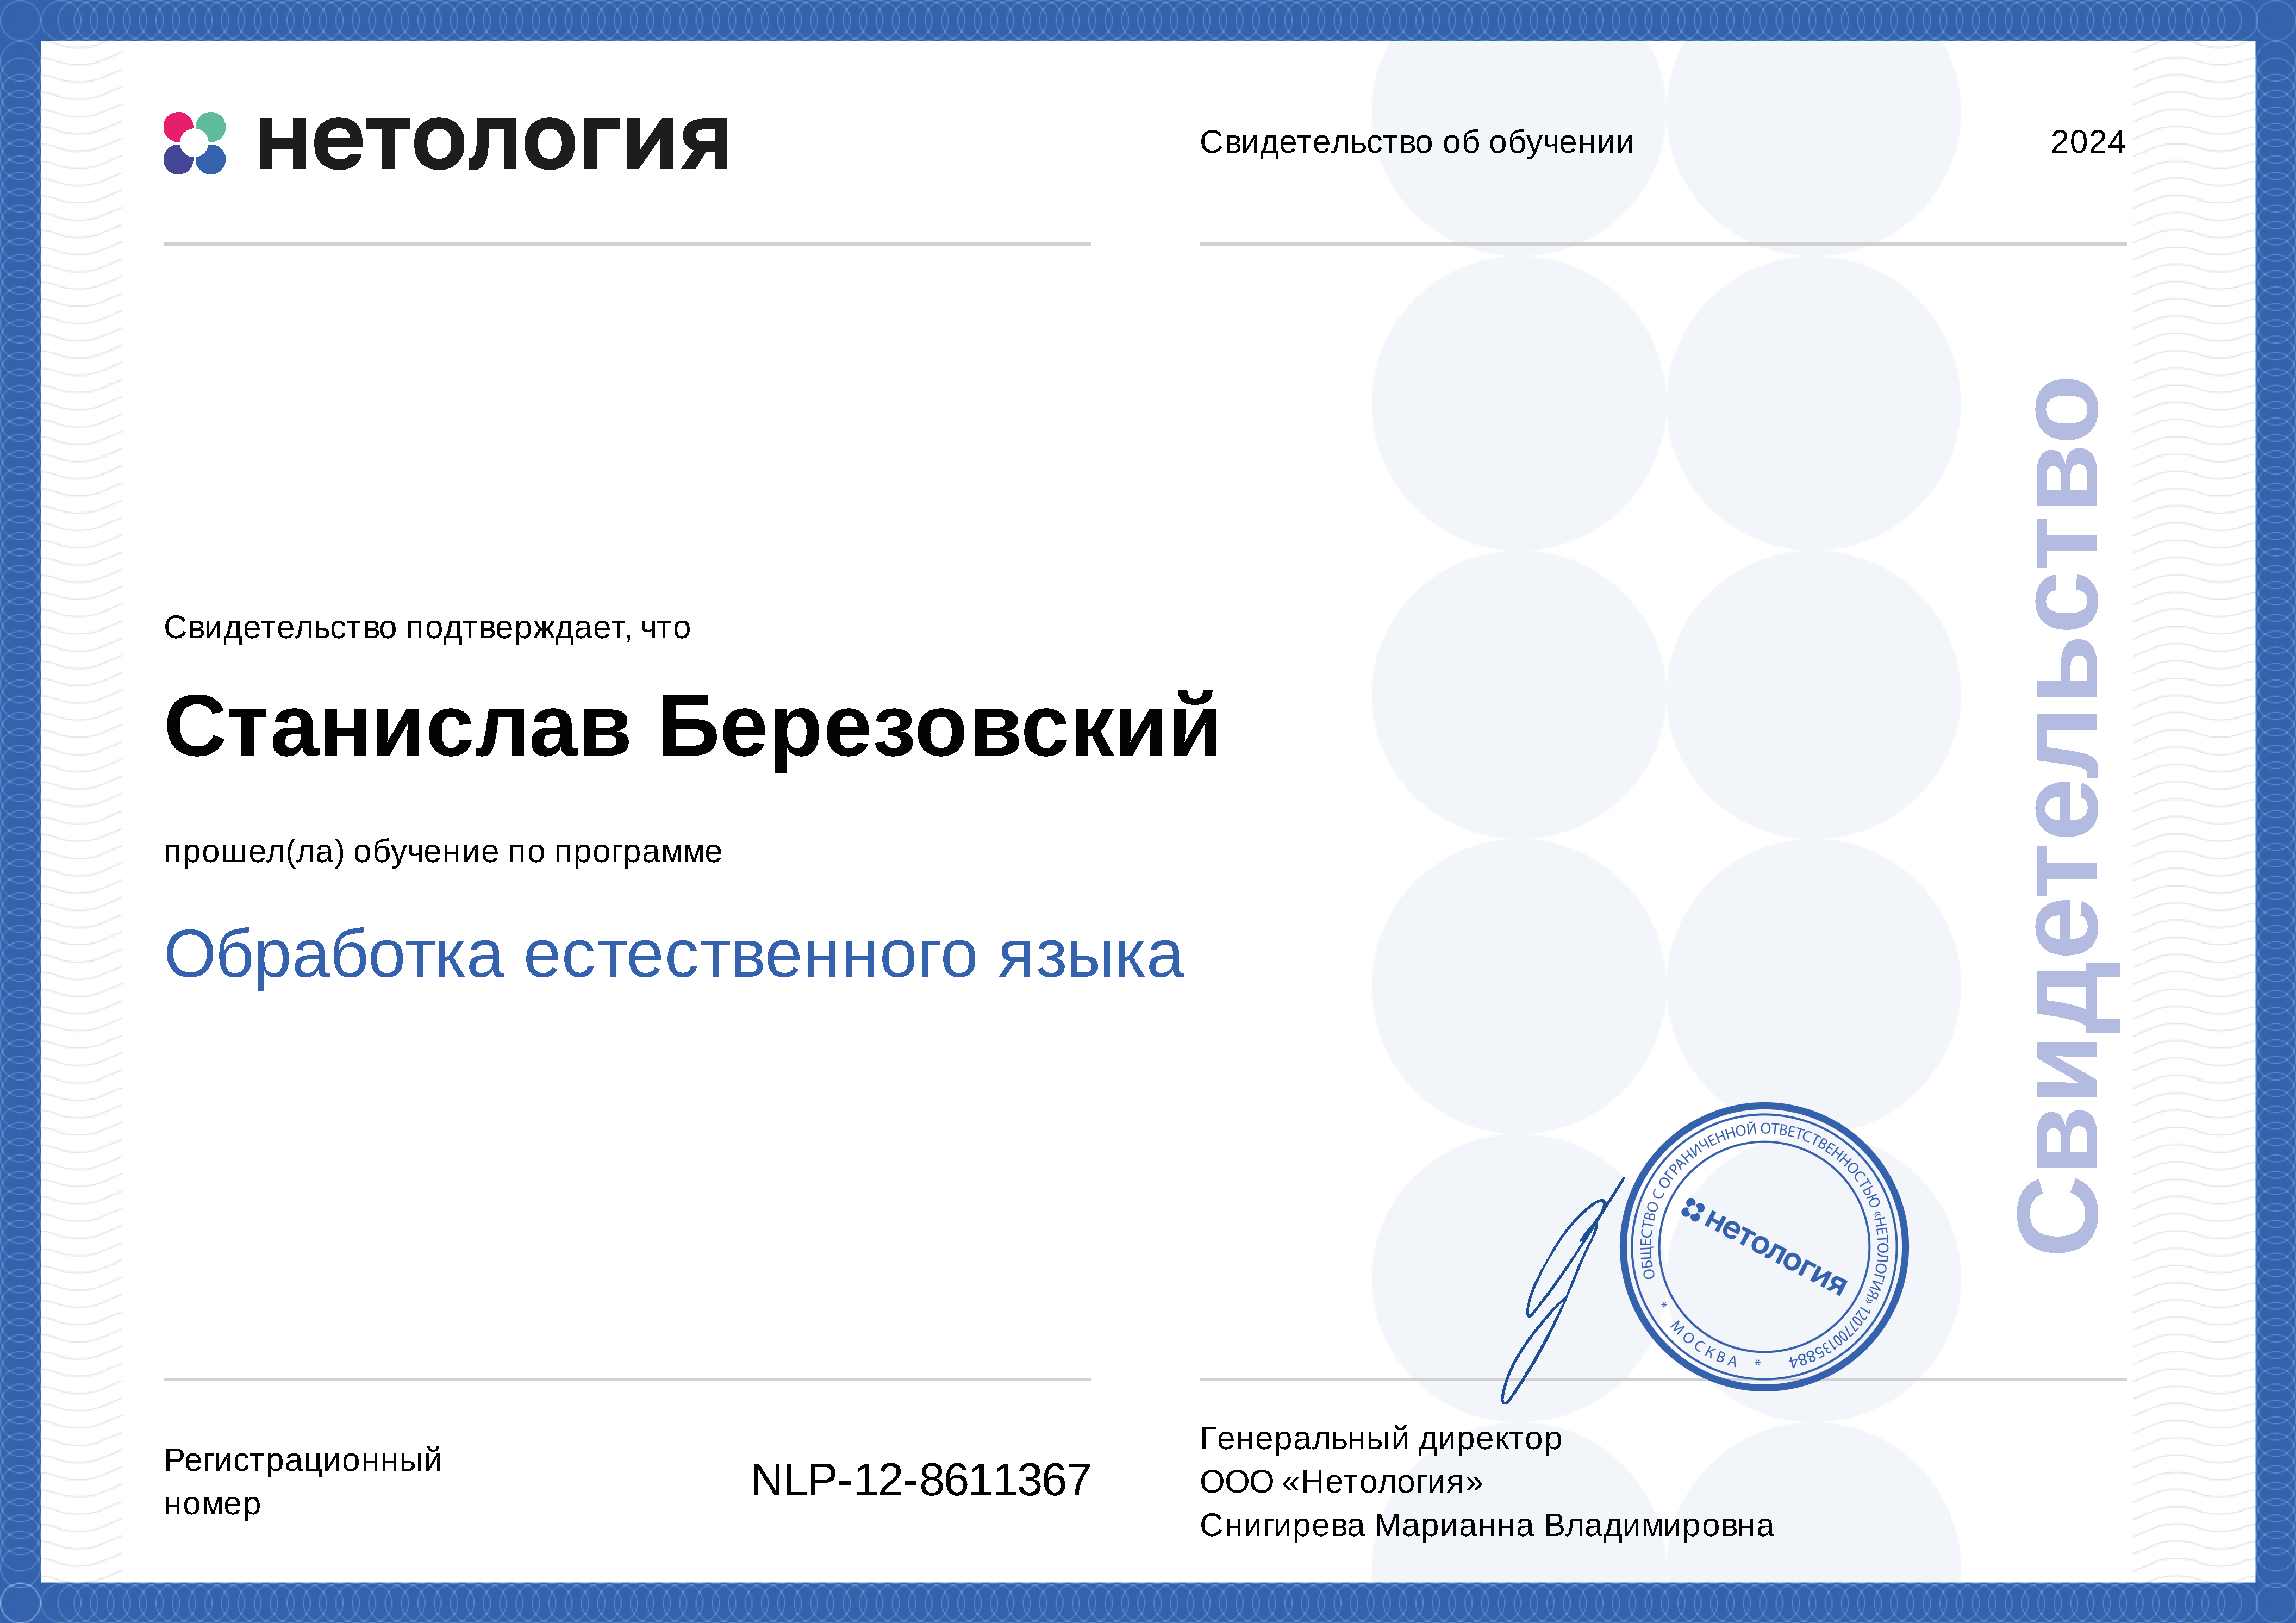 нетология
Свидетельство об обучении
2024
Свидетельство подтверждает, что
Станислав Березовский
прошел(ла) обучение по программе
Обработка естественного языка
Свидетельство
ОБЩЕСТВО С ОГРАНИЧЕННОЙ ОТВЕТСТВЕННОСТЬЮ «НЕТОЛОГИЯ» 1207700135884
* МОСКВА *
нетология
Регистрационный
номер
NLP-12-8611367
Генеральный директор
ООО «Нетология»
Снигирева Марианна Владимировна